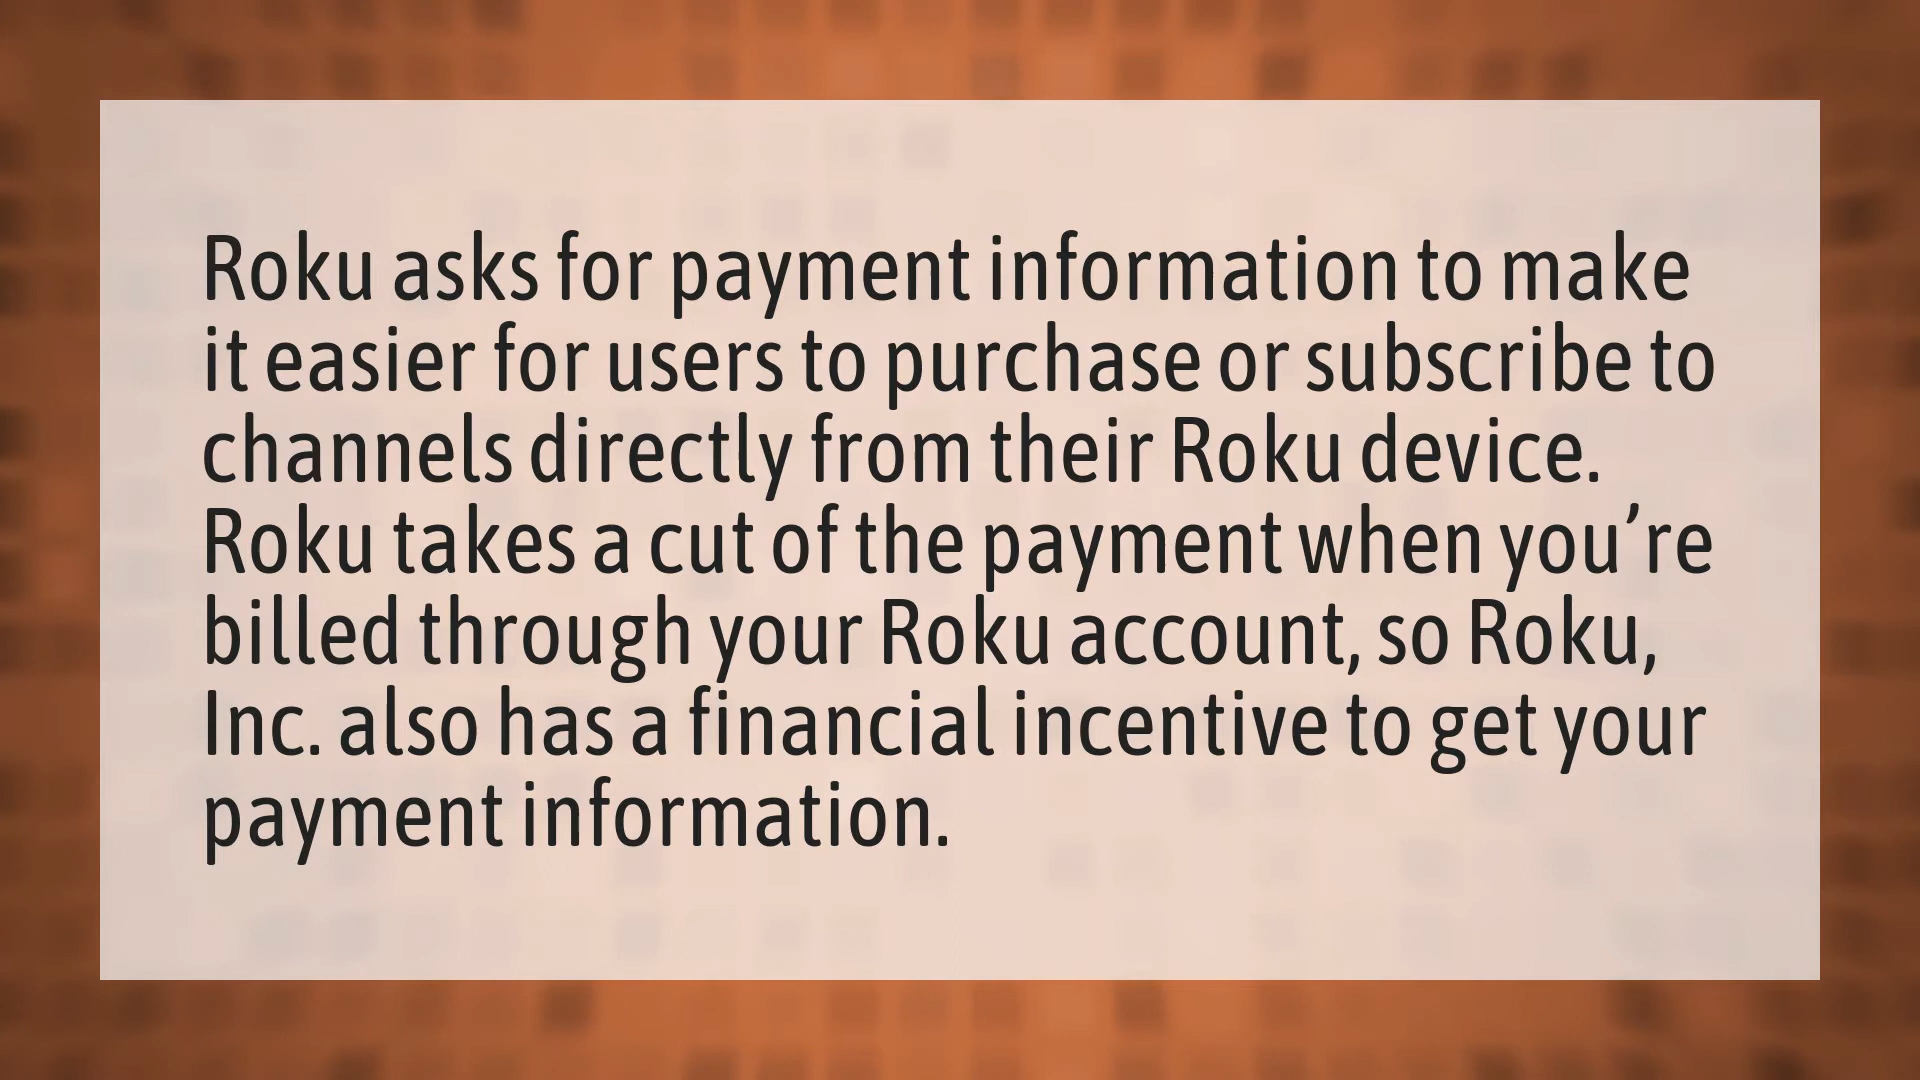 Roku asks for payment information to make
it easier for users to purchase or subscribe to
channels directly from their Roku device.
Roku takes a cut of the payment when you’re
billed through your Roku account, so Roku,
Inc. also has a financial incentive to get your
payment information.